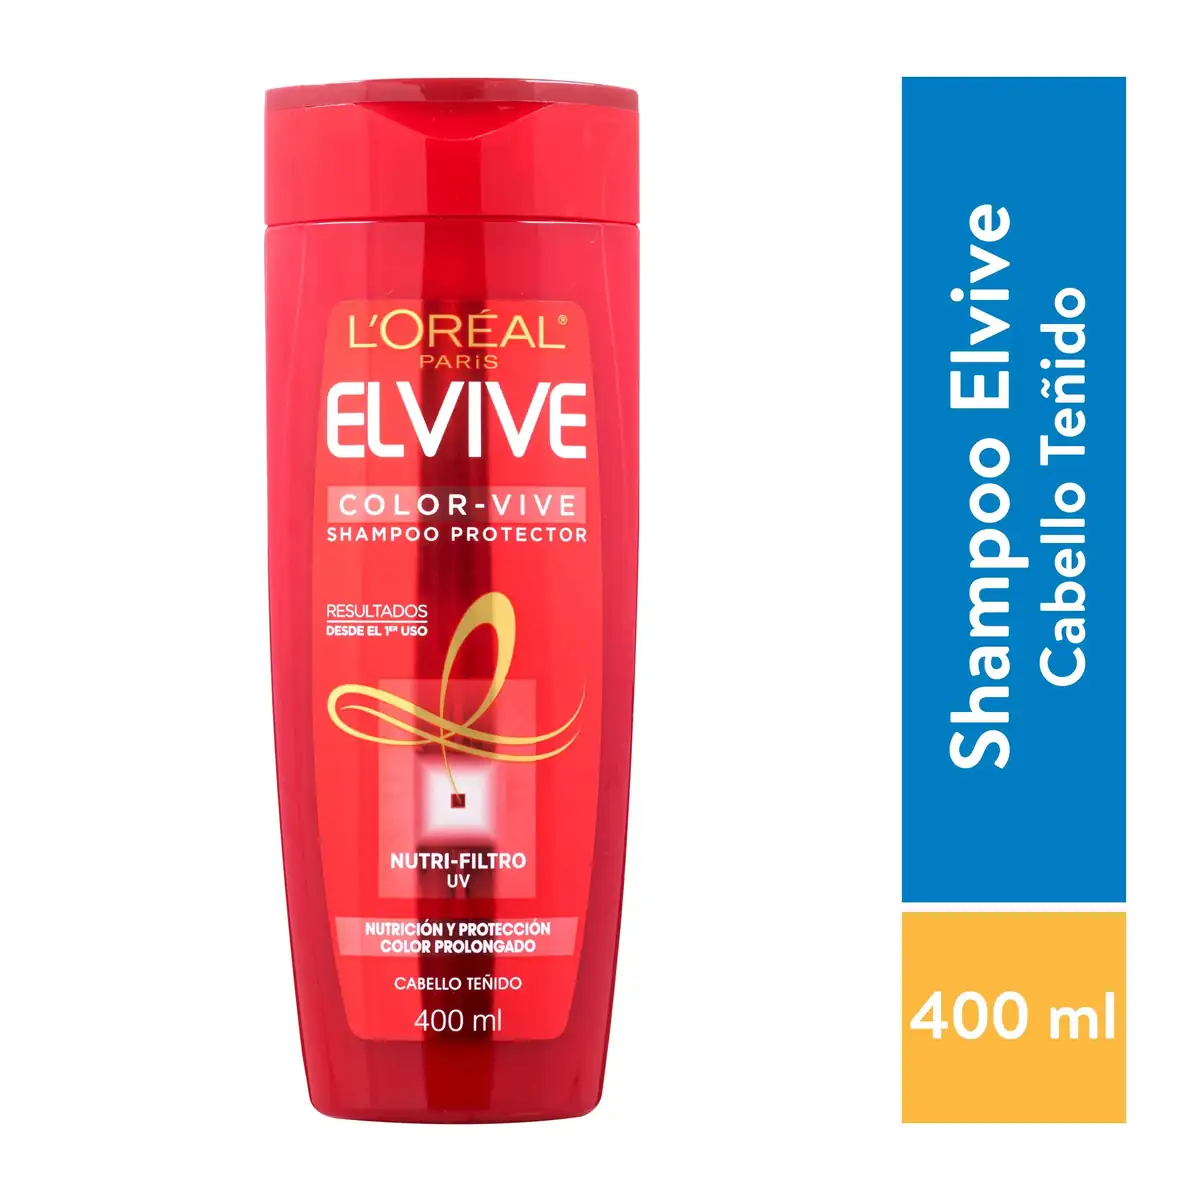 L'ORÉAL®
PARiS
ELVIVE
COLOR-VIVE
SHAMPOO PROTECTOR
RESULTADOS
DESDE EL 1ER USO
NUTRI-FILTRO
UV
NUTRICIÓN Y PROTECCIÓN
COLOR PROLONGADO
CABELLO TEÑIDO
400 ml
Shampoo Elvive
Cabello Teñido
400 ml